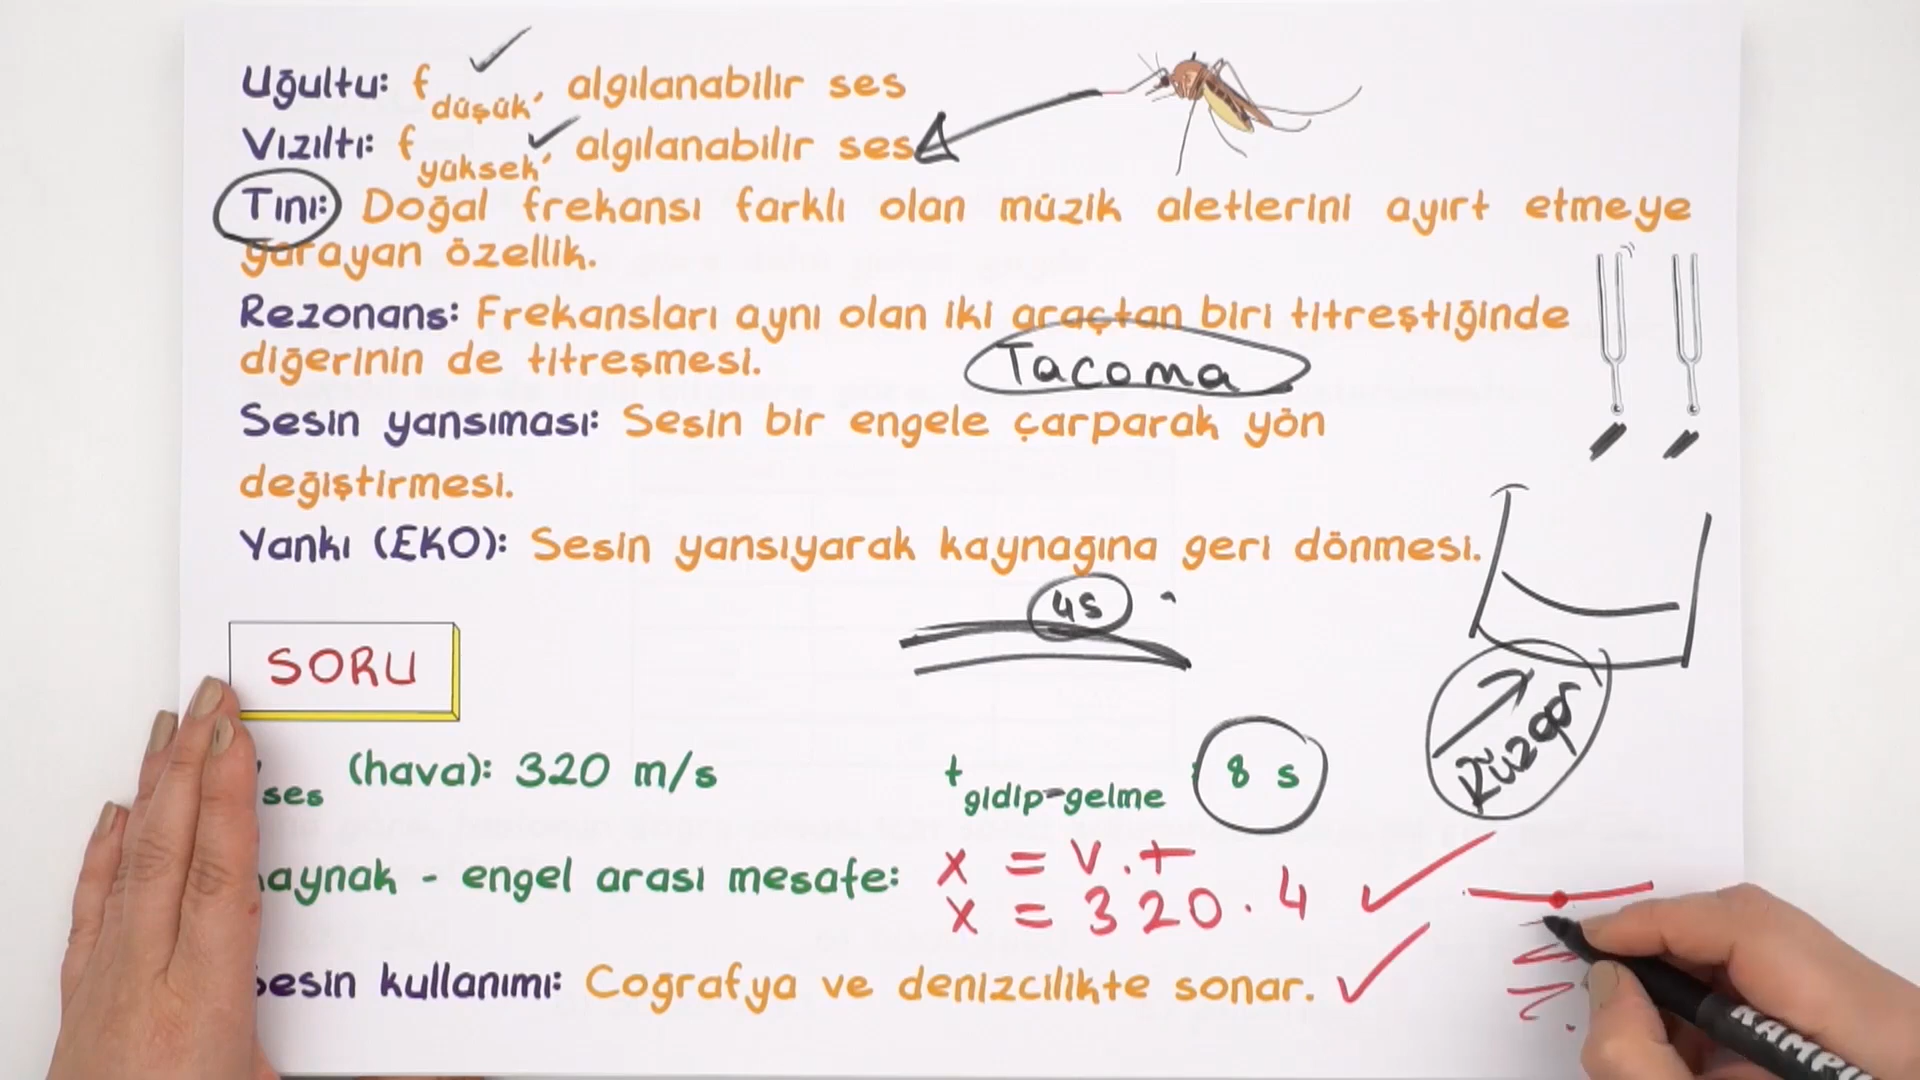 Uğultu: f düşük, algılanabilir ses
Vızıltı: f yüksek, algılanabilir ses
Tını: Doğal frekansı farklı olan müzik aletlerini ayırt etmeye
yarayan özellik.
Rezonans: Frekansları aynı olan iki araçtan biri titreştiğinde
diğerinin de titreşmesi.
Tacoma
Sesin yansıması: Sesin bir engele çarparak yön
değiştirmesi.
Yankı (EKO): Sesin yansıyarak kaynağına geri dönmesi.
4s
SORU
Rüzgar
ses (hava): 320 m/s
t gidip-gelme 8 s
aynak - engel arası mesafe: x = v.t
x = 320.4
esin kullanımı: Coğrafya ve denizcilikte sonar.
KAMPÜ